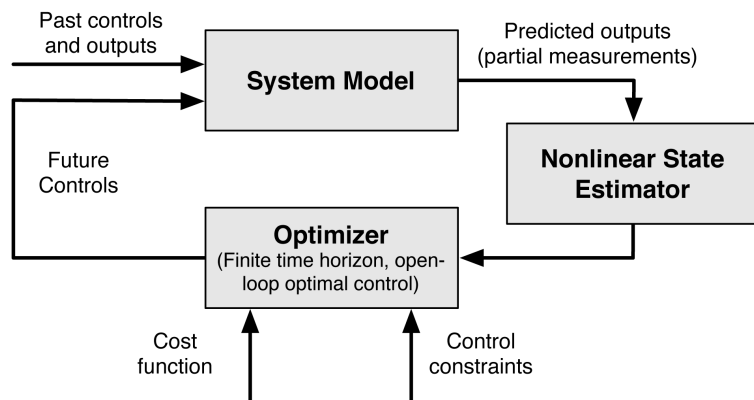 Past controls
and outputs
System Model
Predicted outputs
(partial measurements)
Nonlinear State
Estimator
Future
Controls
Optimizer
(Finite time horizon, open-
loop optimal control)
Cost
function
Control
constraints